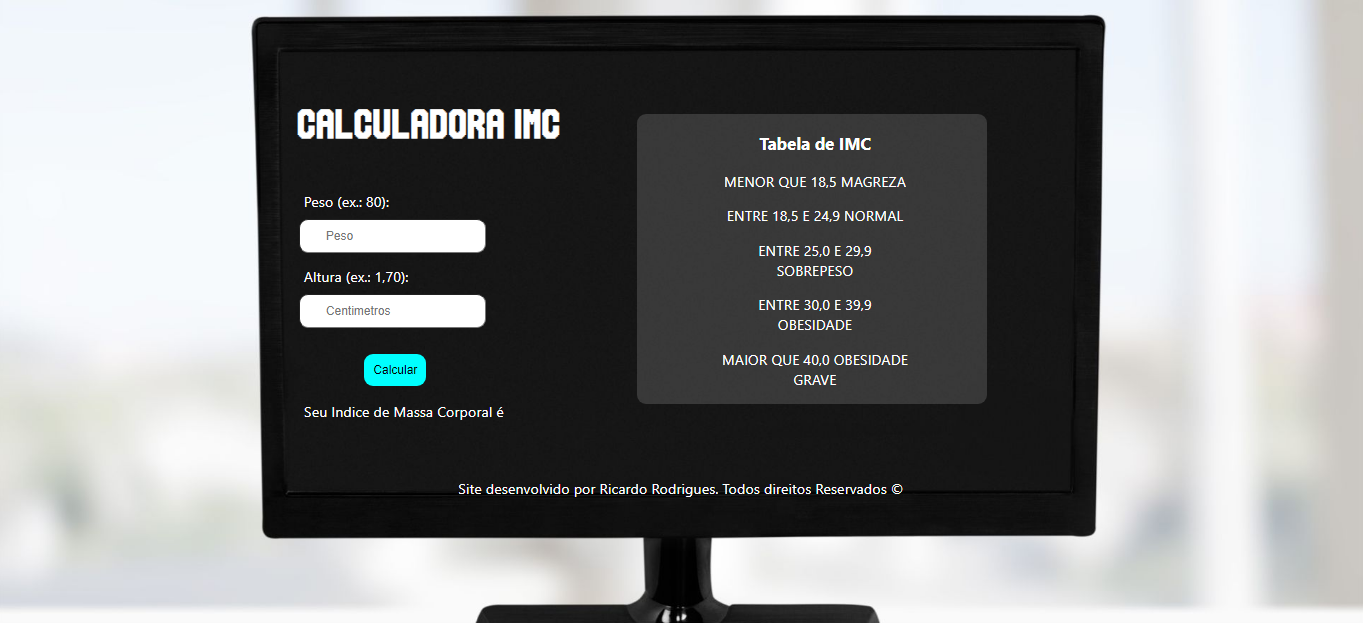 CALCULADORA IMC
Peso (ex.: 80):
Peso
Altura (ex.: 1,70):
Centimetros
Calcular
Seu Indice de Massa Corporal é
Tabela de IMC
MENOR QUE 18,5 MAGREZA
ENTRE 18,5 E 24,9 NORMAL
ENTRE 25,0 E 29,9
SOBREPESO
ENTRE 30,0 E 39,9
OBESIDADE
MAIOR QUE 40,0 OBESIDADE
GRAVE
Site desenvolvido por Ricardo Rodrigues. Todos direitos Reservados ©